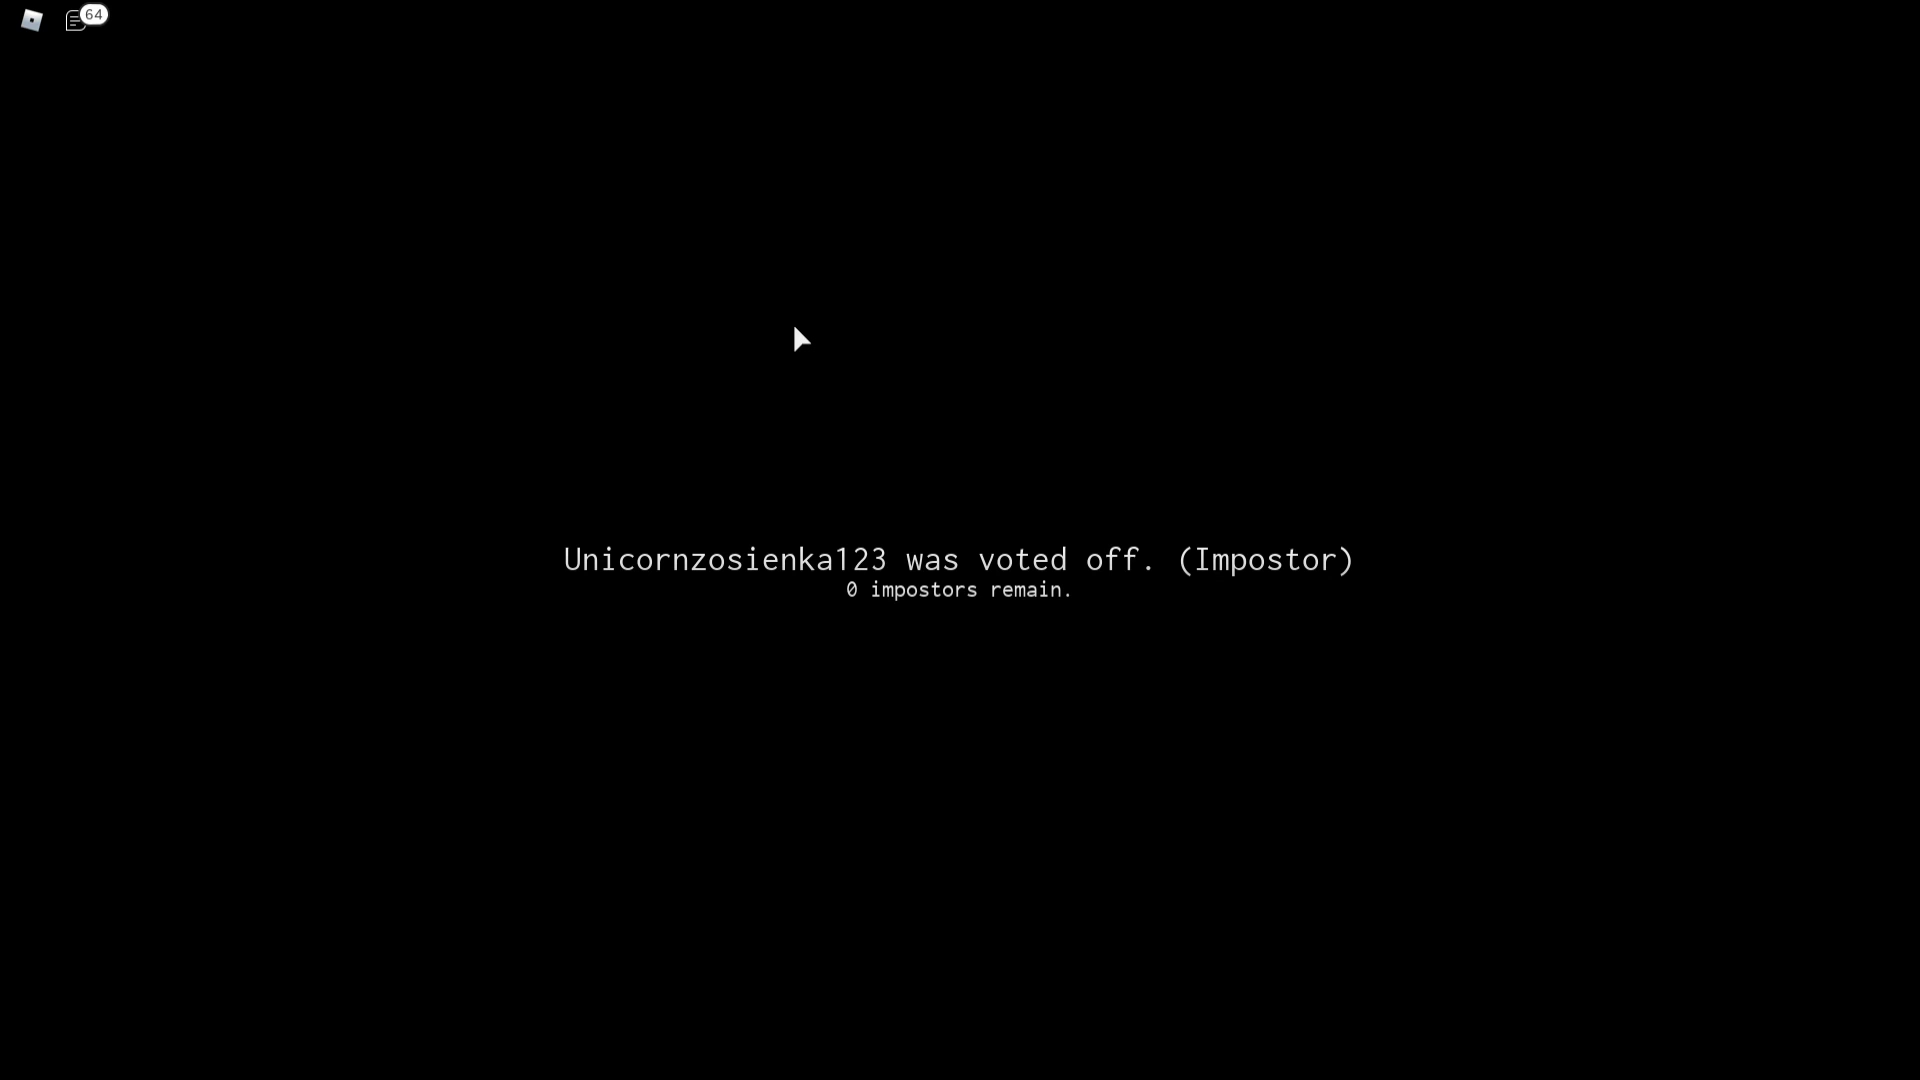 64
Unicornzosienka123 was voted off. (Impostor)
0 impostors remain.